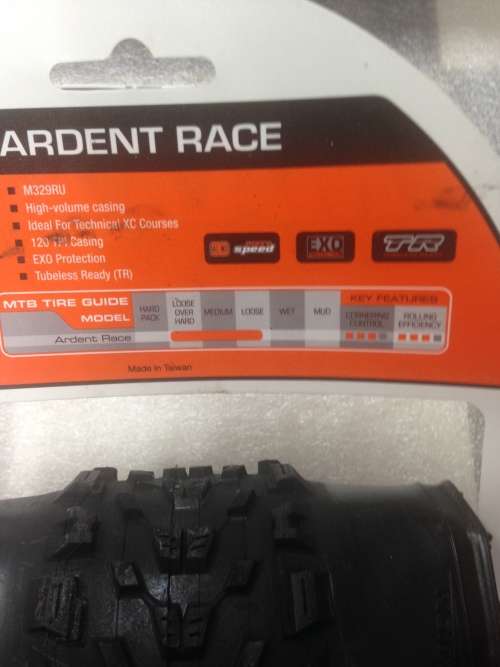 ARDENT RACE
M329RU
High-volume casing
Ideal For Technical XC Courses
120 TPI Casing
EXO Protection
Tubeless Ready (TR)
3C speed
EXO
TR
MTB TIRE GUIDE
MODEL
HARD PACK
LOOSE OVER HARD
MEDIUM
LOOSE
WET
MUD
KEY FEATURES
CORNERING CONTROL
ROLLING EFFICIENCY
Ardent Race
Made In Taiwan